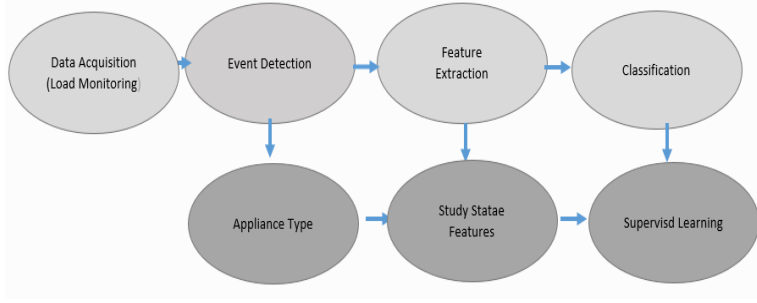 Data Acquisition
(Load Monitoring)
Event Detection
Feature
Extraction
Classification
Appliance Type
Study Statae
Features
Supervisd Learning